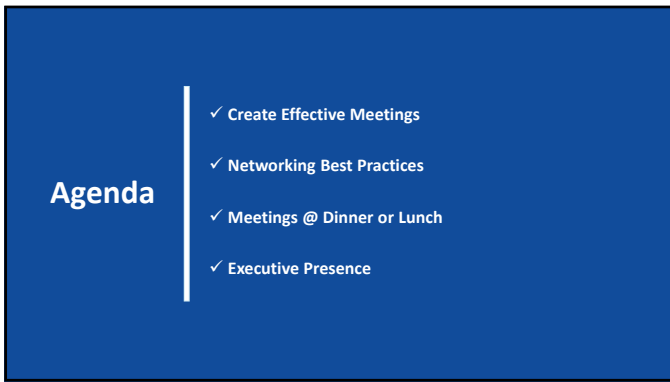 Agenda
✓ Create Effective Meetings
✓ Networking Best Practices
✓ Meetings @ Dinner or Lunch
✓ Executive Presence